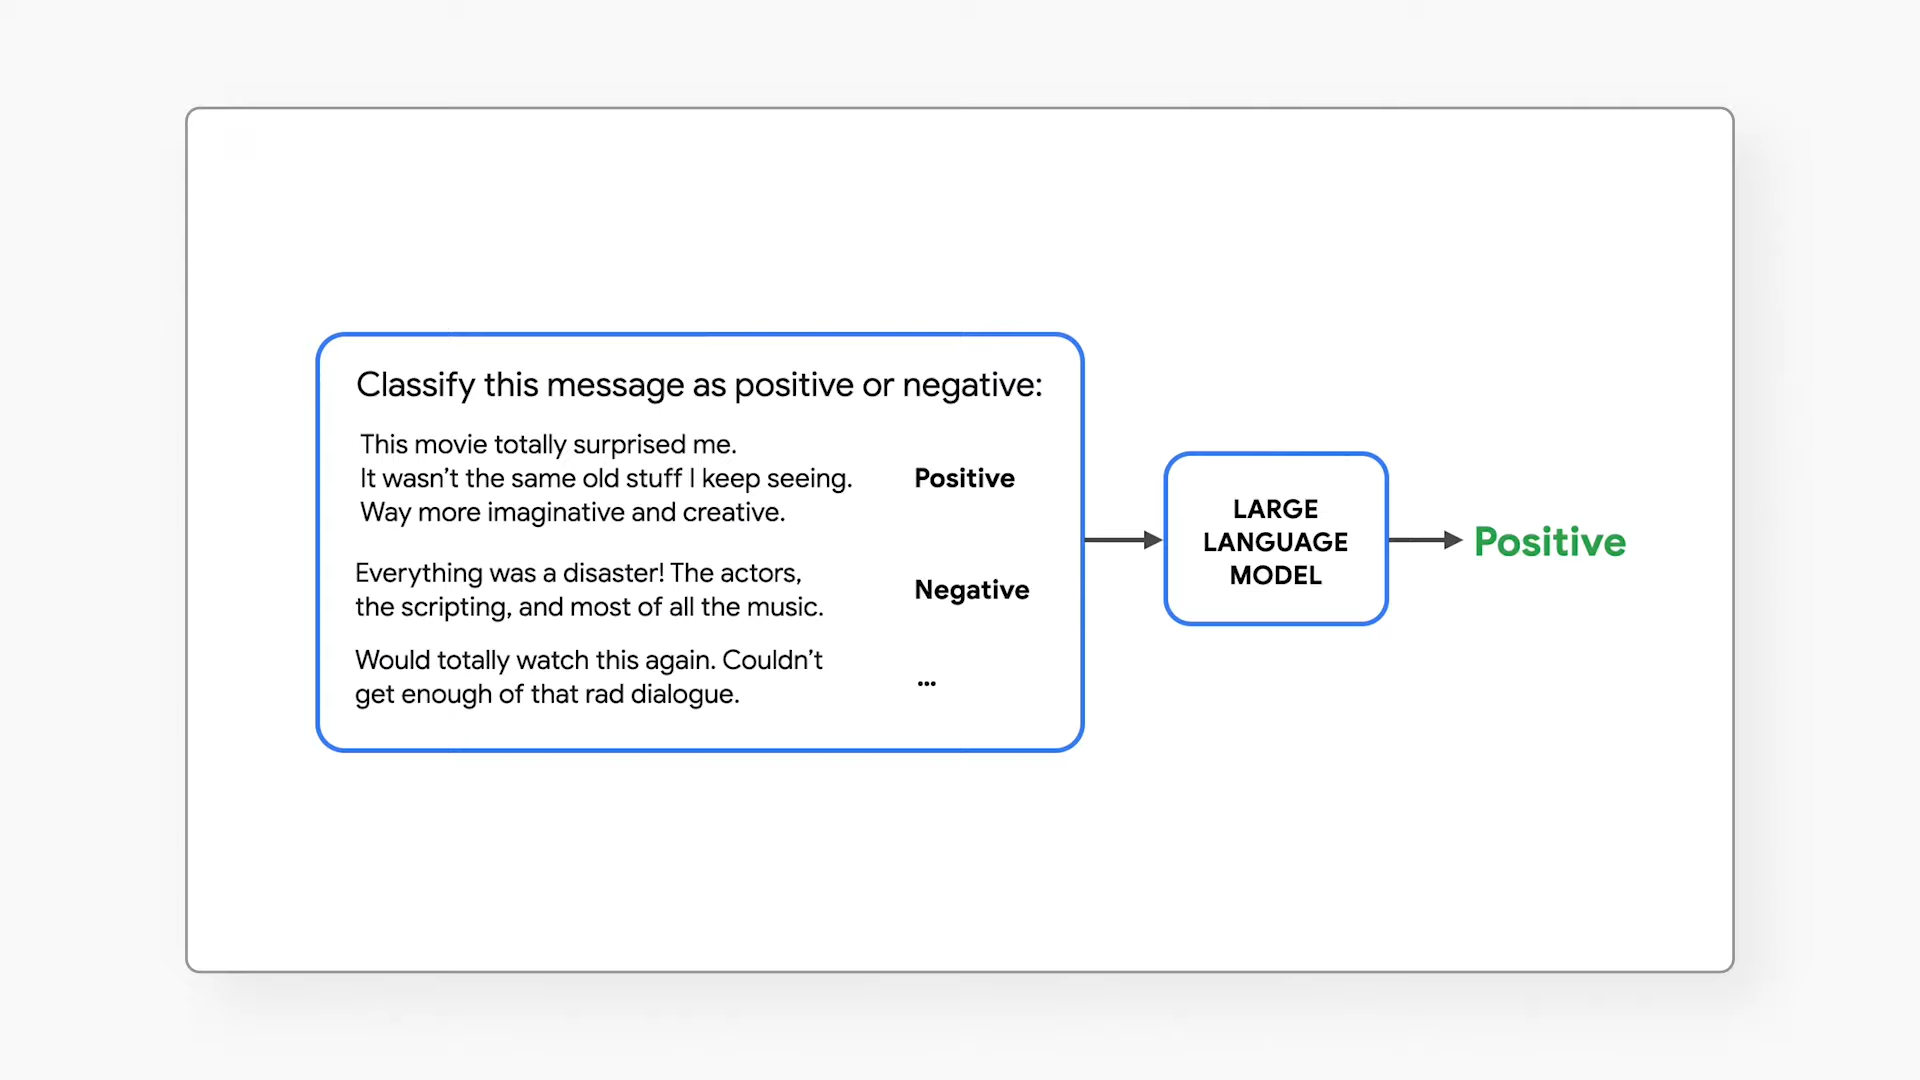 Classify this message as positive or negative:
This movie totally surprised me.
It wasn’t the same old stuff I keep seeing.
Way more imaginative and creative.
Positive
Everything was a disaster! The actors,
the scripting, and most of all the music.
Negative
Would totally watch this again. Couldn’t
get enough of that rad dialogue.
...
LARGE
LANGUAGE
MODEL
Positive